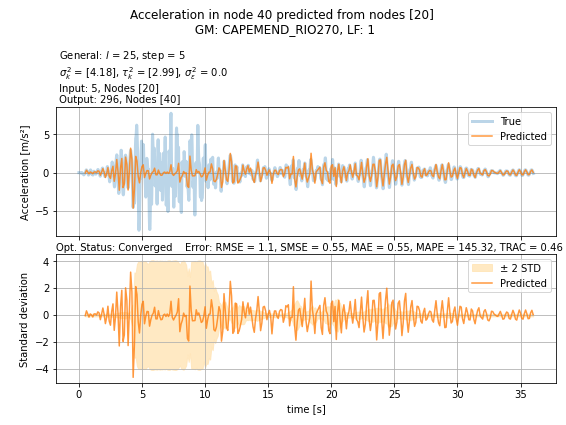 Acceleration in node 40 predicted from nodes [20]
GM: CAPEMEND_RIO270, LF: 1
General: l = 25, step = 5
σ²ₖ = [4.18], τ²ₖ = [2.99], σ²ε = 0.0
Input: 5, Nodes [20]
Output: 296, Nodes [40]
Acceleration [m/s²]
5
0
−5
True
Predicted
Opt. Status: Converged Error: RMSE = 1.1, SMSE = 0.55, MAE = 0.55, MAPE = 145.32, TRAC = 0.46
Standard deviation
4
2
0
−2
−4
± 2 STD
Predicted
0 5 10 15 20 25 30 35
time [s]